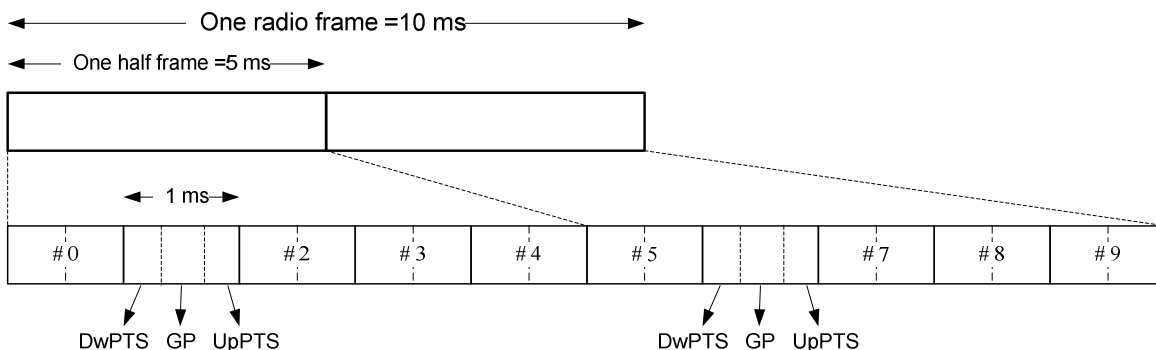 One radio frame =10 ms
One half frame =5 ms
1 ms
#0 #2 #3 #4 #5 #7 #8 #9
DwPTS GP UpPTS DwPTS GP UpPTS